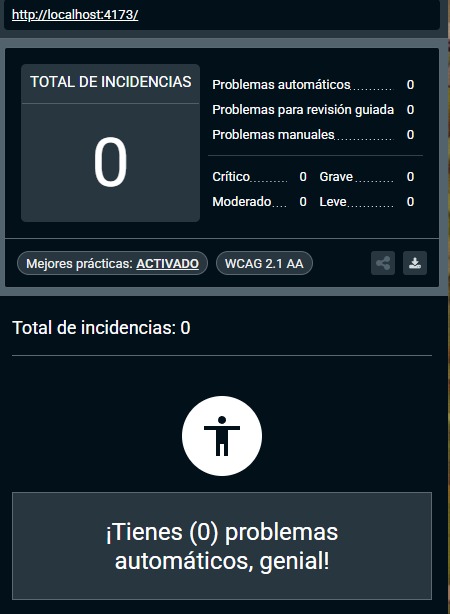 http://localhost:4173/
TOTAL DE INCIDENCIAS
0
Problemas automáticos 0
Problemas para revisión guiada 0
Problemas manuales 0
Crítico 0 Grave 0
Moderado 0 Leve 0
Mejores prácticas: ACTIVADO WCAG 2.1 AA
Total de incidencias: 0
¡Tienes (0) problemas
automáticos, genial!